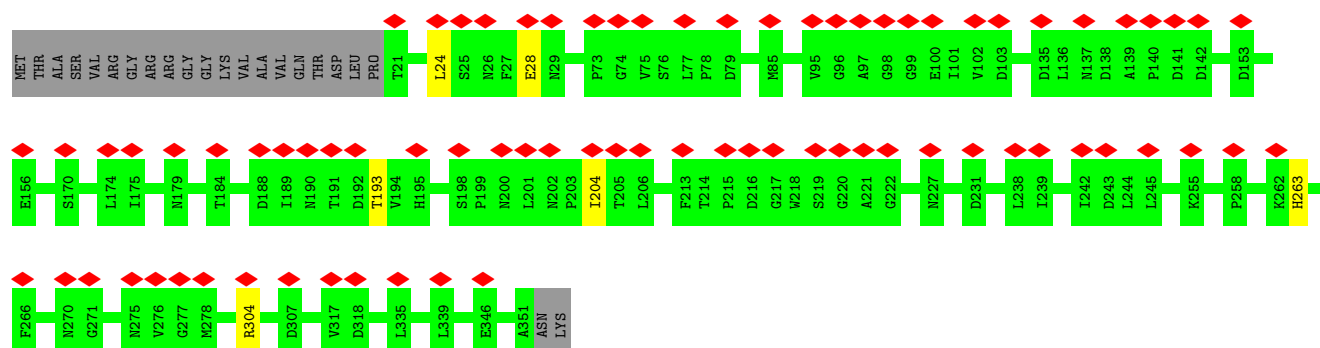 MET THR ALA SER VAL ARG GLY ARG ARG GLY GLY LYS VAL ALA VAL GLN THR ASP LEU PRO T21 L24 S25 N26 F27 E28 N29 P73 G74 V75 S76 L77 P78 D79 M85 V95 G96 A97 G98 G99 E100 I101 V102 D103 D135 L136 N137 D138 A139 P140 D141 D142 D153
E156 S170 L174 I175 N179 T184 D188 I189 N190 T191 D192 T193 V194 H195 S198 P199 N200 L201 N202 P203 I204 T205 L206 F213 T214 P215 D216 G217 W218 S219 G220 A221 G222 N227 D231 L238 I239 I242 D243 L244 L245 K255 P258 K262 H263
F266 N270 G271 N275 V276 G277 M278 R304 D307 V317 D318 L335 L339 E346 A351 ASN LYS